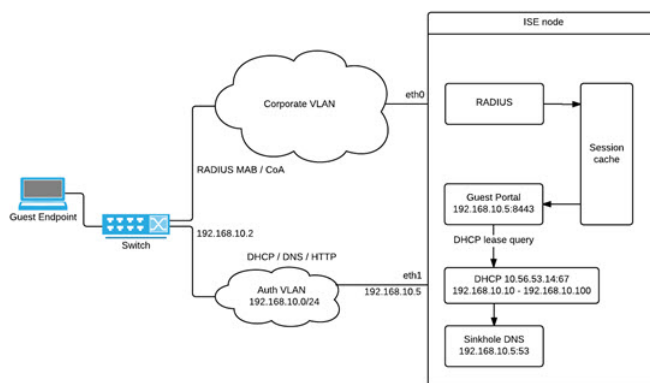 ISE node
Corporate VLAN
eth0
RADIUS
Session
cache
RADIUS MAB / CoA
Guest Endpoint
Switch
192.168.10.2
Guest Portal
192.168.10.5:8443
DHCP lease query
DHCP / DNS / HTTP
eth1
192.168.10.5
Auth VLAN
192.168.10.0/24
DHCP 10.56.53.14:67
192.168.10.10 - 192.168.10.100
Sinkhole DNS
192.168.10.5:53